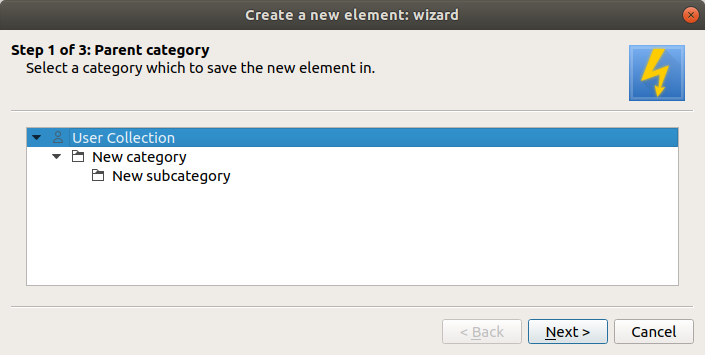 Create a new element: wizard
Step 1 of 3: Parent category
Select a category which to save the new element in.
User Collection
New category
New subcategory
< Back Next > Cancel